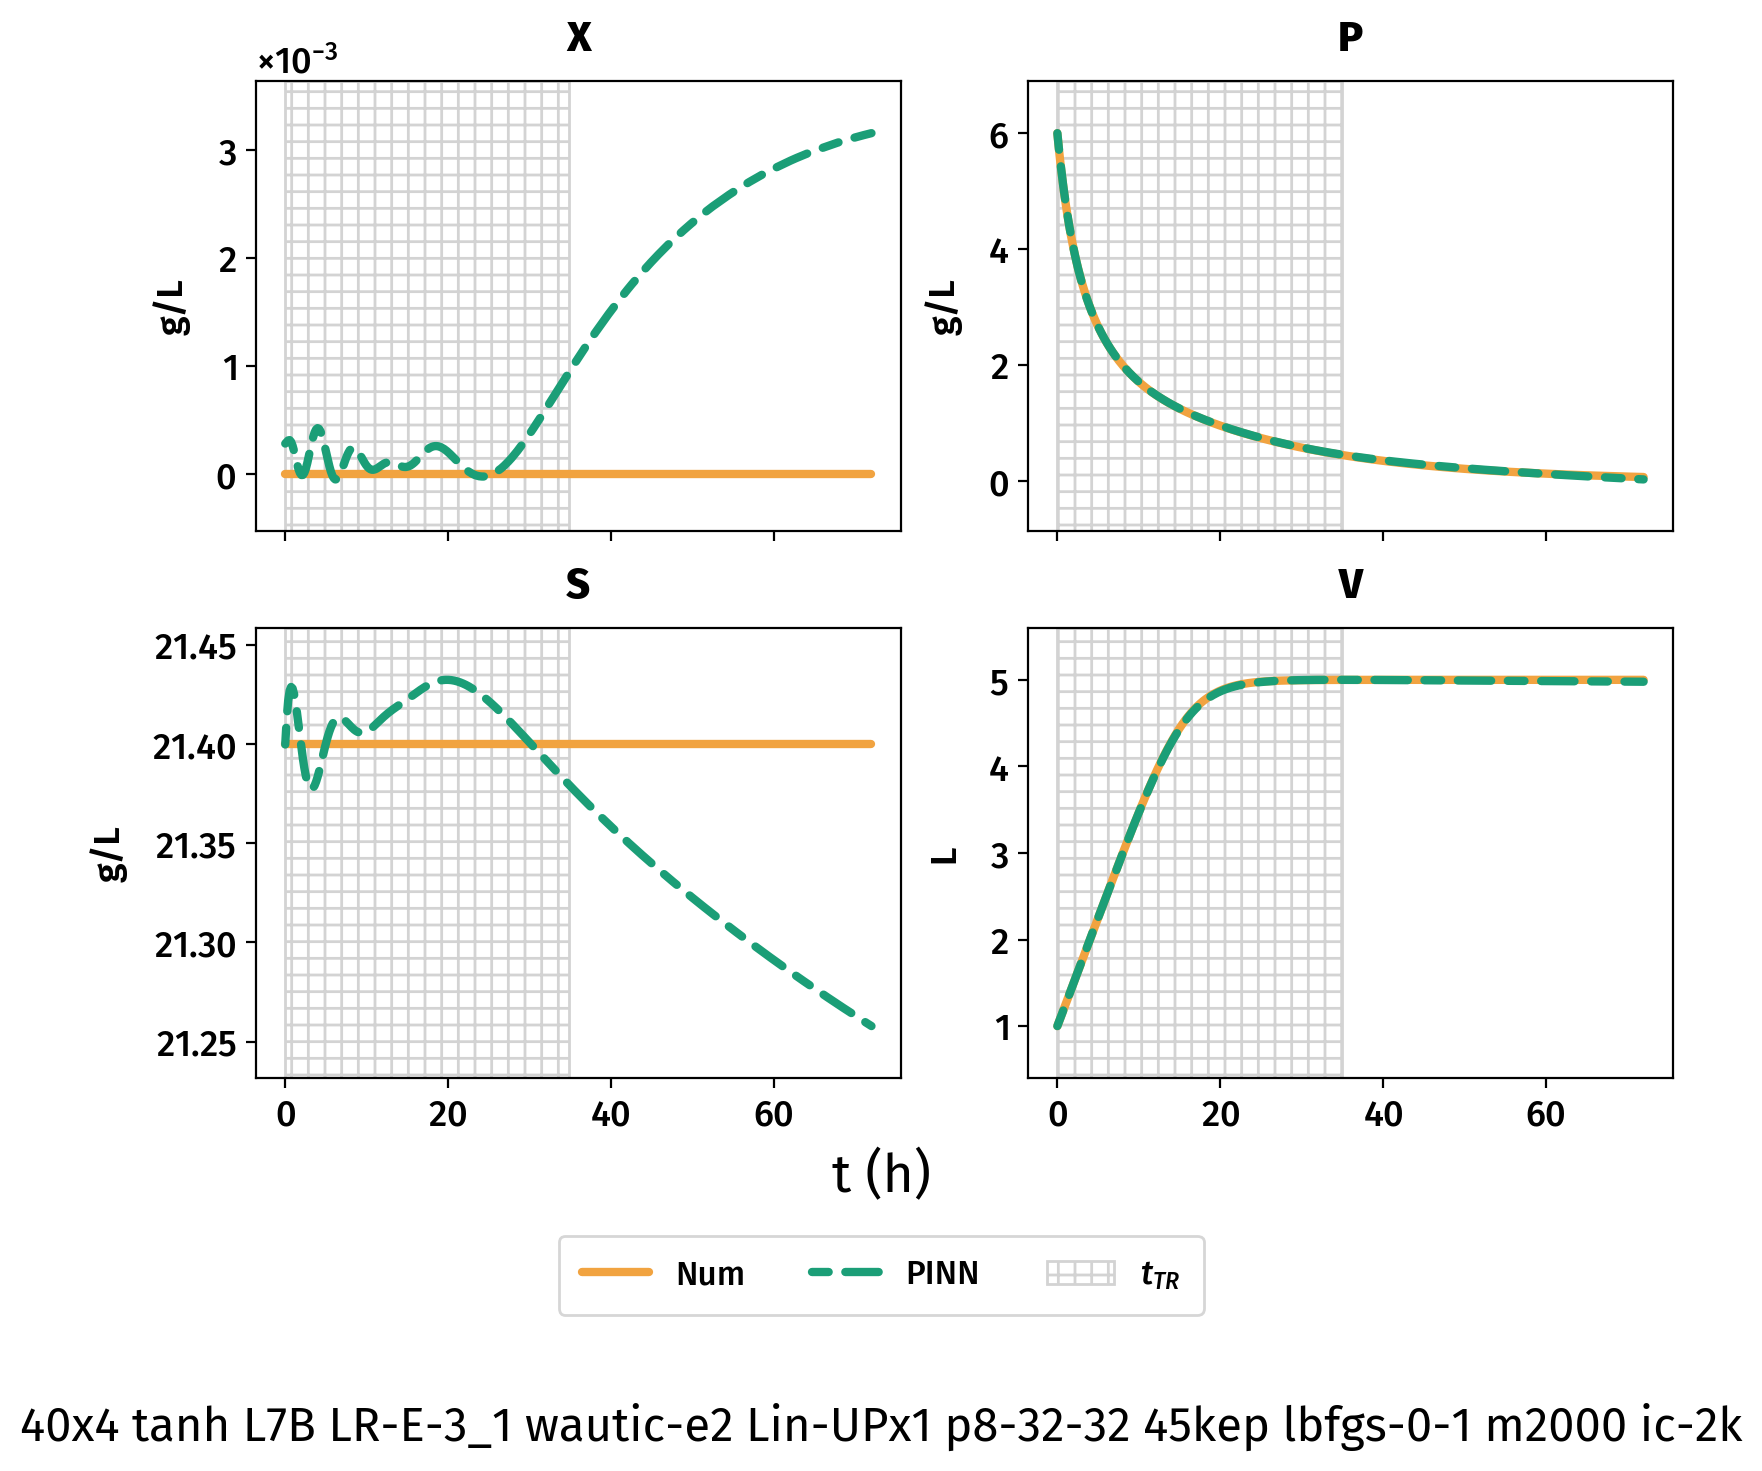 X
×10⁻³
3
2
1
0
g/L
P
6
4
2
0
g/L
S
21.45
21.40
21.35
21.30
21.25
g/L
0 20 40 60
V
5
4
3
2
1
L
0 20 40 60
t (h)
Num PINN t_TR
40x4 tanh L7B LR-E-3_1 wautic-e2 Lin-UPx1 p8-32-32 45kep lbfgs-0-1 m2000 ic-2k